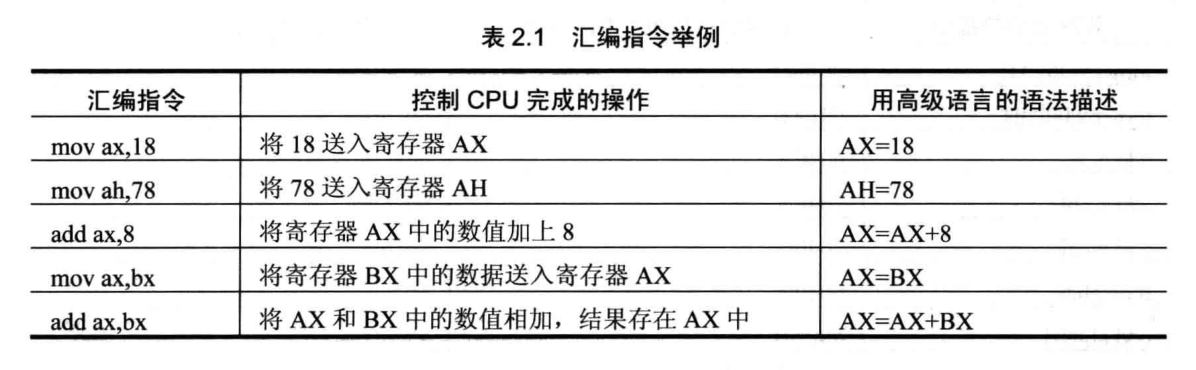 表 2.1 汇编指令举例
汇编指令 控制 CPU 完成的操作 用高级语言的语法描述
mov ax,18 将 18 送入寄存器 AX AX=18
mov ah,78 将 78 送入寄存器 AH AH=78
add ax,8 将寄存器 AX 中的数值加上 8 AX=AX+8
mov ax,bx 将寄存器 BX 中的数据送入寄存器 AX AX=BX
add ax,bx 将 AX 和 BX 中的数值相加，结果存在 AX 中 AX=AX+BX